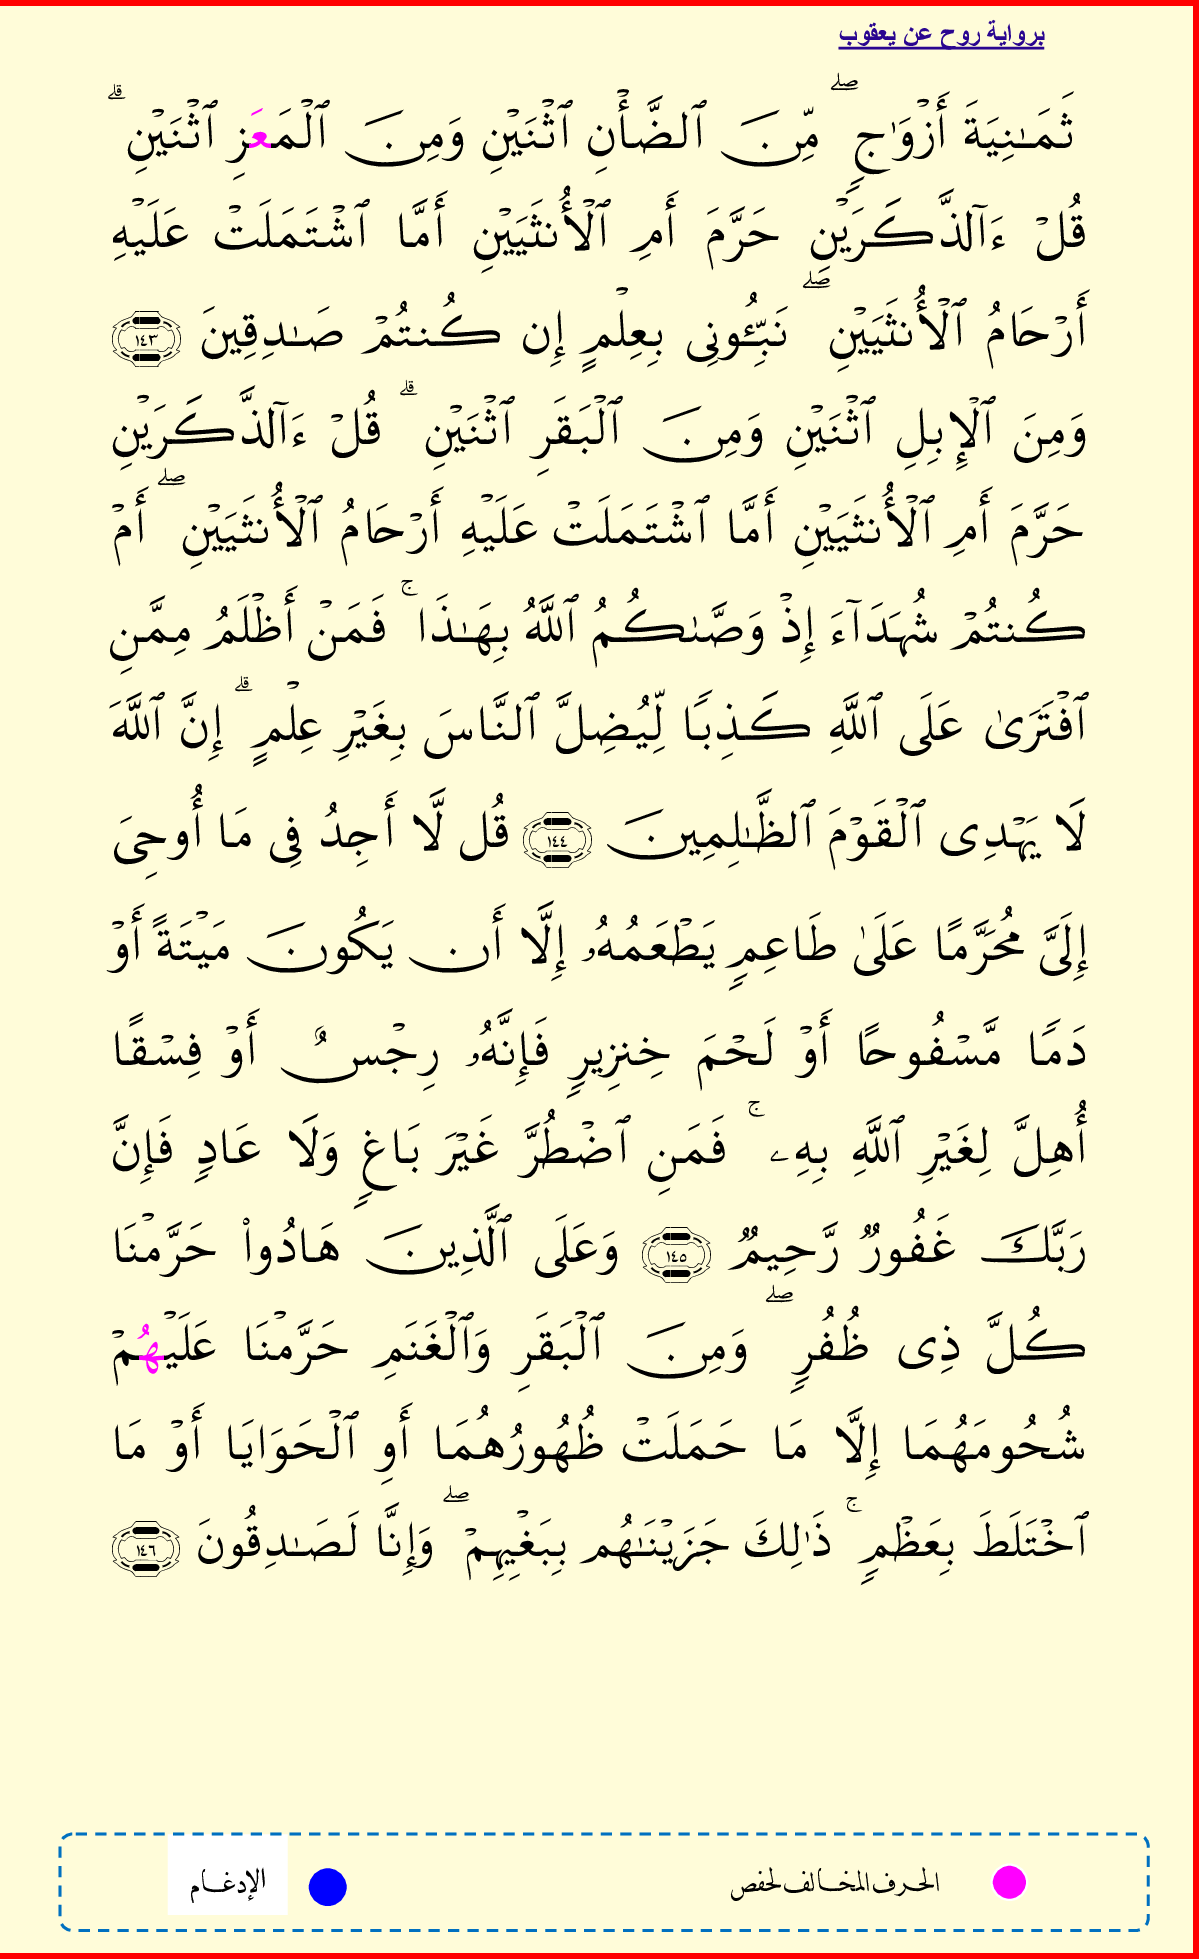 برواية روح عن يعقوب
ثَمَـٰنِيَةَ أَزْوَٰجٍ ۖ مِّنَ ٱلضَّأْنِ ٱثْنَيْنِ وَمِنَ ٱلْمَعَزِ ٱثْنَيْنِ ۗ
قُلْ ءَآلذَّكَرَيْنِ حَرَّمَ أَمِ ٱلْأُنثَيَيْنِ أَمَّا ٱشْتَمَلَتْ عَلَيْهِ
أَرْحَامُ ٱلْأُنثَيَيْنِ ۖ نَبِّـُٔونِى بِعِلْمٍ إِن كُنتُمْ صَـٰدِقِينَ ١٤٣
وَمِنَ ٱلْإِبِلِ ٱثْنَيْنِ وَمِنَ ٱلْبَقَرِ ٱثْنَيْنِ ۗ قُلْ ءَآلذَّكَرَيْنِ
حَرَّمَ أَمِ ٱلْأُنثَيَيْنِ أَمَّا ٱشْتَمَلَتْ عَلَيْهِ أَرْحَامُ ٱلْأُنثَيَيْنِ ۖ أَمْ
كُنتُمْ شُهَدَآءَ إِذْ وَصَّىٰكُمُ ٱللَّهُ بِهَـٰذَا ۚ فَمَنْ أَظْلَمُ مِمَّنِ
ٱفْتَرَىٰ عَلَى ٱللَّهِ كَذِبًا لِّيُضِلَّ ٱلنَّاسَ بِغَيْرِ عِلْمٍ ۗ إِنَّ ٱللَّهَ
لَا يَهْدِى ٱلْقَوْمَ ٱلظَّـٰلِمِينَ ١٤٤ قُل لَّا أَجِدُ فِى مَا أُوحِىَ
إِلَىَّ مُحَرَّمًا عَلَىٰ طَاعِمٍ يَطْعَمُهُۥ إِلَّا أَن يَكُونَ مَيْتَةً أَوْ
دَمًا مَّسْفُوحًا أَوْ لَحْمَ خِنزِيرٍ فَإِنَّهُۥ رِجْسٌ أَوْ فِسْقًا
أُهِلَّ لِغَيْرِ ٱللَّهِ بِهِۦ ۚ فَمَنِ ٱضْطُرَّ غَيْرَ بَاغٍ وَلَا عَادٍ فَإِنَّ
رَبَّكَ غَفُورٌ رَّحِيمٌ ١٤٥ وَعَلَى ٱلَّذِينَ هَادُوا۟ حَرَّمْنَا
كُلَّ ذِى ظُفُرٍ ۖ وَمِنَ ٱلْبَقَرِ وَٱلْغَنَمِ حَرَّمْنَا عَلَيْهُمْ
شُحُومَهُمَا إِلَّا مَا حَمَلَتْ ظُهُورُهُمَا أَوِ ٱلْحَوَايَا أَوْ مَا
ٱخْتَلَطَ بِعَظْمٍ ۚ ذَٰلِكَ جَزَيْنَـٰهُم بِبَغْيِهِمْ ۖ وَإِنَّا لَصَـٰدِقُونَ ١٤٦
الحرف المخالف لحفص
الإدغام